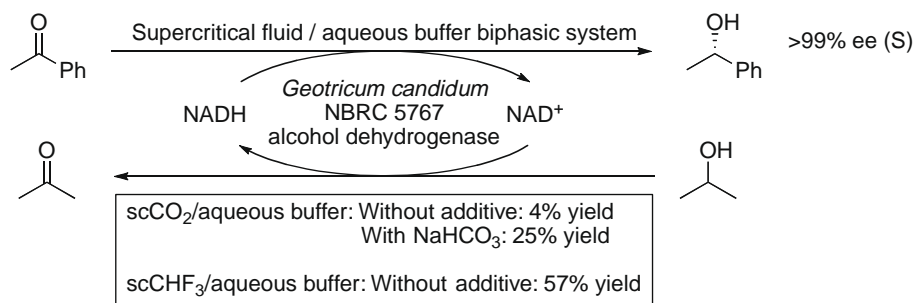 O
Ph
Supercritical fluid / aqueous buffer biphasic system
OH
Ph
>99% ee (S)
NADH
Geotricum candidum
NBRC 5767
alcohol dehydrogenase
NAD+
O
OH
scCO2/aqueous buffer: Without additive: 4% yield
With NaHCO3: 25% yield
scCHF3/aqueous buffer: Without additive: 57% yield